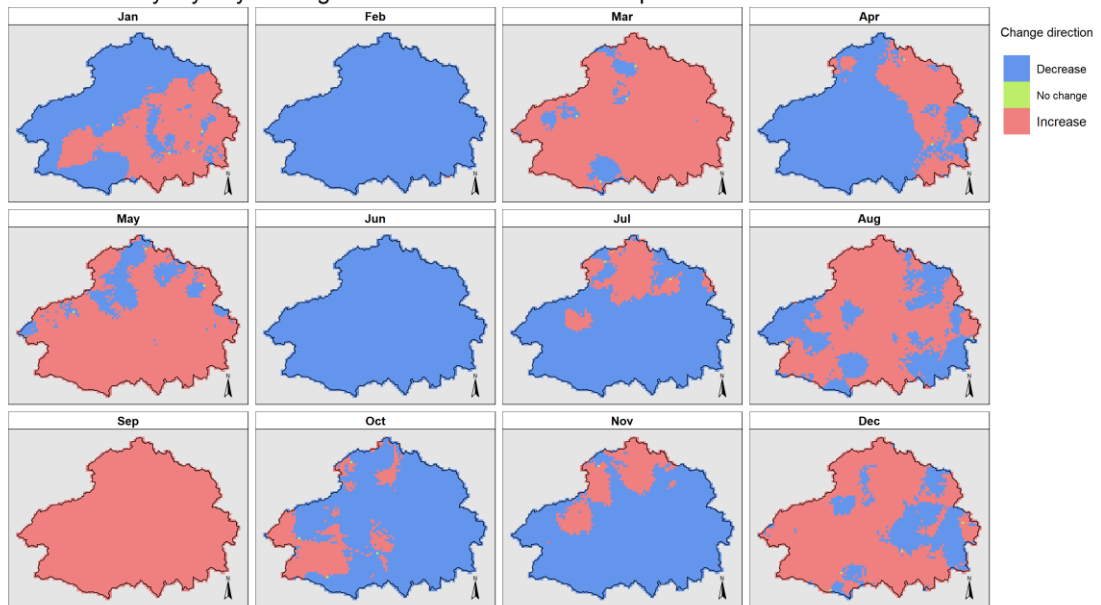 Jan Feb Mar Apr
Change direction
Decrease
No change
Increase
N N N N
May Jun Jul Aug
N N N N
Sep Oct Nov Dec
N N N N